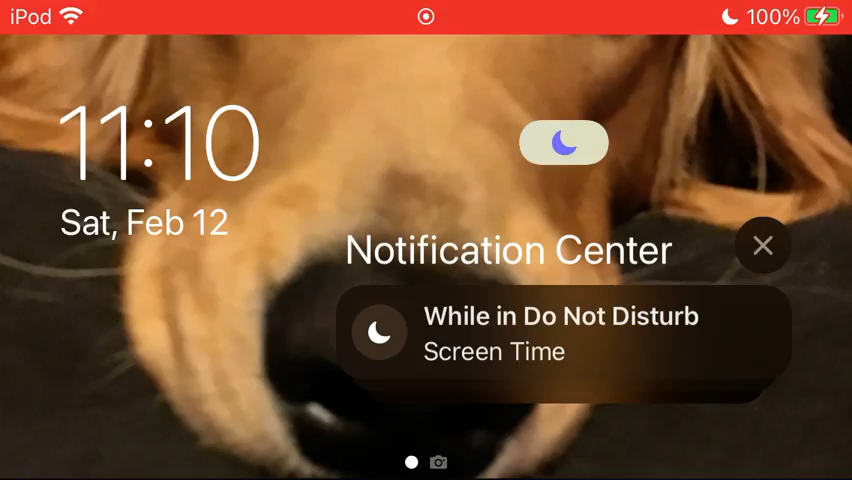 iPod 100%
11:10
Sat, Feb 12
Notification Center
While in Do Not Disturb
Screen Time